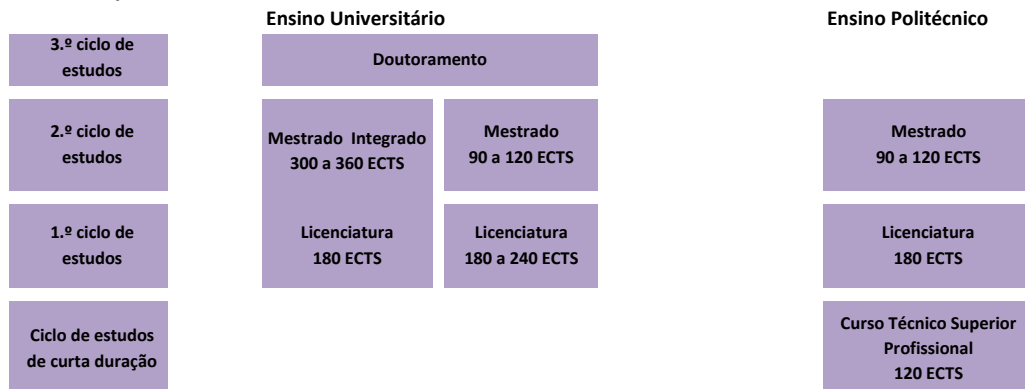 Ensino Universitário
Ensino Politécnico
3.º ciclo de
estudos
Doutoramento
2.º ciclo de
estudos
Mestrado Integrado
300 a 360 ECTS
Mestrado
90 a 120 ECTS
Mestrado
90 a 120 ECTS
1.º ciclo de
estudos
Licenciatura
180 ECTS
Licenciatura
180 a 240 ECTS
Licenciatura
180 ECTS
Ciclo de estudos
de curta duração
Curso Técnico Superior
Profissional
120 ECTS